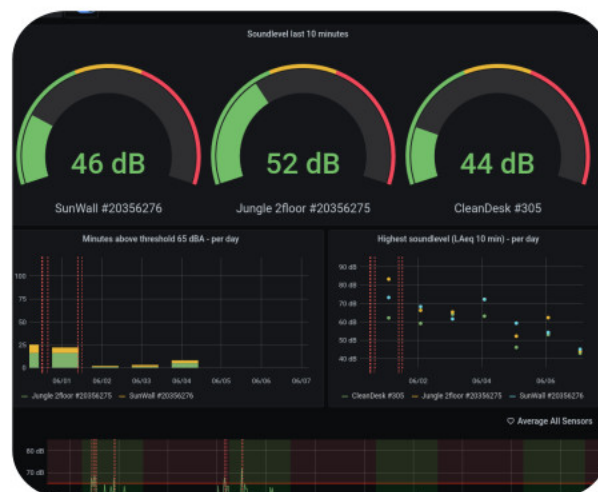 Soundlevel last 10 minutes
46 dB
52 dB
44 dB
SunWall #20356276
Jungle 2floor #20356275
CleanDesk #305
Minutes above threshold 65 dBA - per day
100
75
50
25
0
06/01 06/02 06/03 06/04 06/05 06/06 06/07
Jungle 2floor #20356275 SunWall #20356276
Highest soundlevel (LAeq 10 min) - per day
90 dB
80 dB
70 dB
60 dB
50 dB
40 dB
06/02 06/04 06/06
CleanDesk #305 Jungle 2floor #20356275 SunWall #20356276
Average All Sensors
80 dB
70 dB